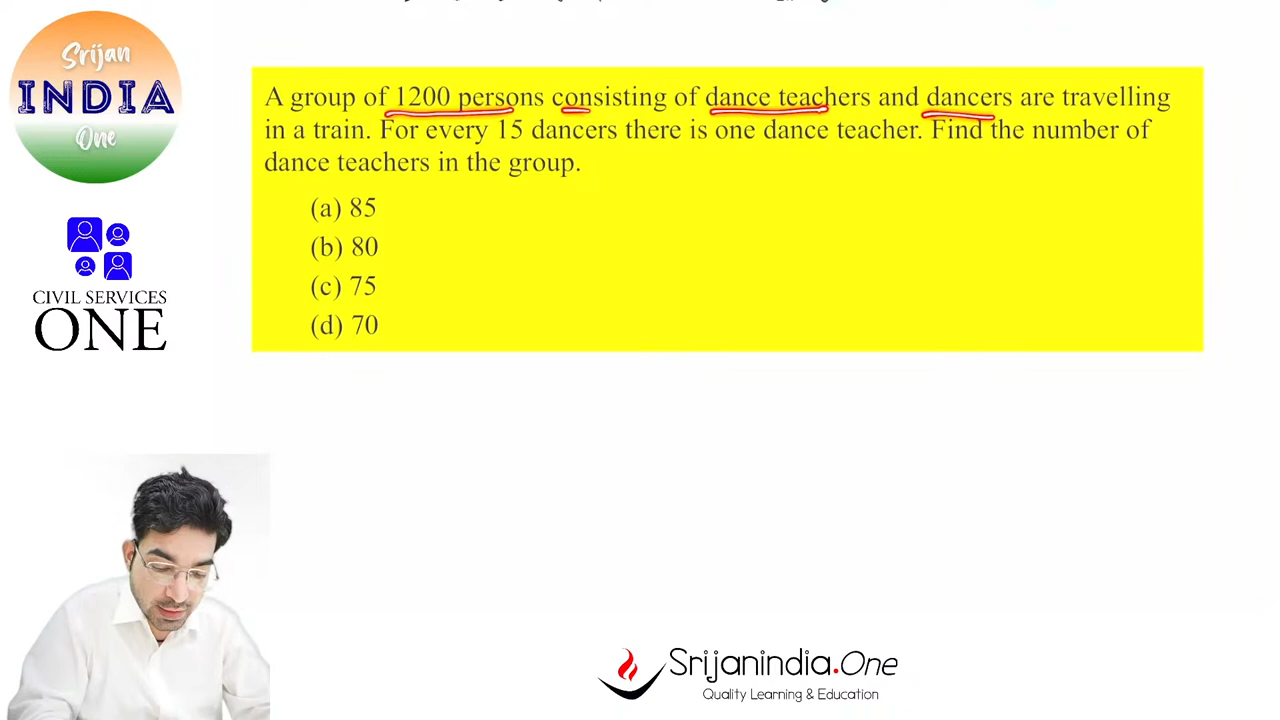 Srijan
INDIA
One
CIVIL SERVICES
ONE
A group of 1200 persons consisting of dance teachers and dancers are travelling
in a train. For every 15 dancers there is one dance teacher. Find the number of
dance teachers in the group.
(a) 85
(b) 80
(c) 75
(d) 70
Srijanindia.One
Quality Learning & Education